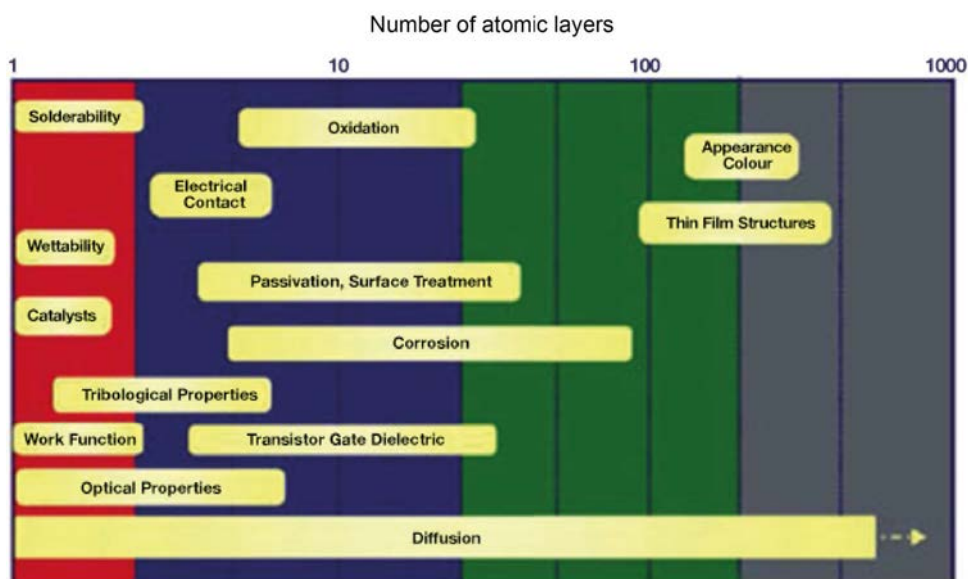 Number of atomic layers
1 10 100 1000
Solderability
Oxidation
Appearance
Colour
Electrical
Contact
Thin Film Structures
Wettability
Passivation, Surface Treatment
Catalysts
Corrosion
Tribological Properties
Work Function
Transistor Gate Dielectric
Optical Properties
Diffusion